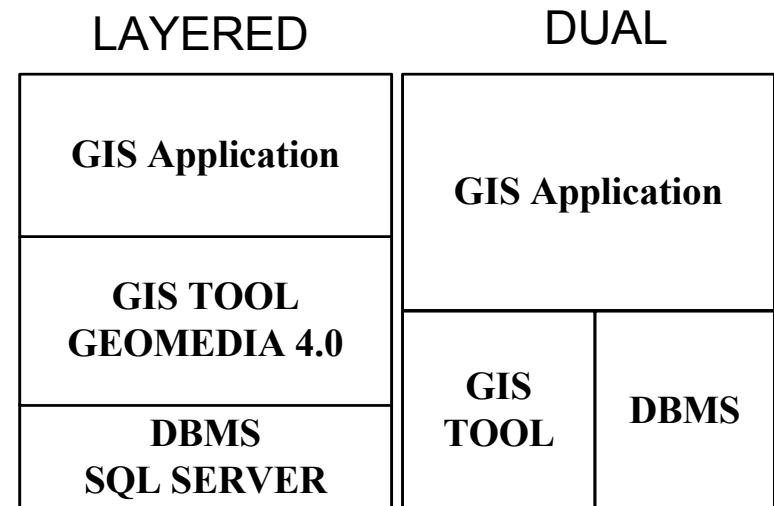 LAYERED
GIS Application
GIS TOOL
GEOMEDIA 4.0
DBMS
SQL SERVER
DUAL
GIS Application
GIS
TOOL
DBMS